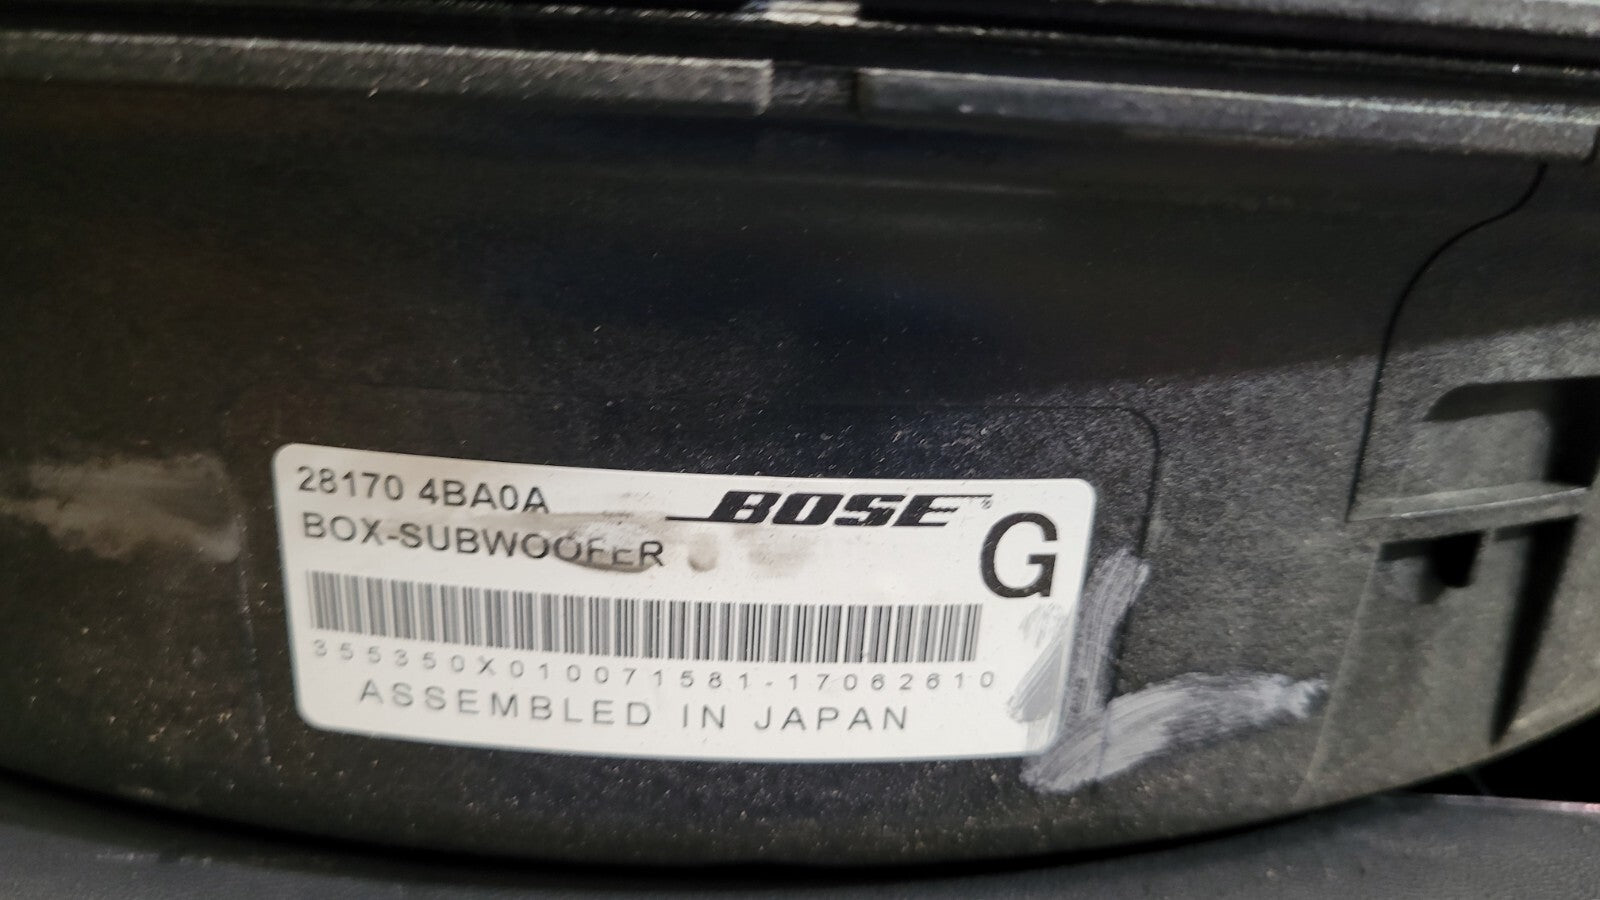 28170 4BA0A
BOSE®
BOX-SUBWOOFER
G
355350X010071581-17062610
ASSEMBLED IN JAPAN